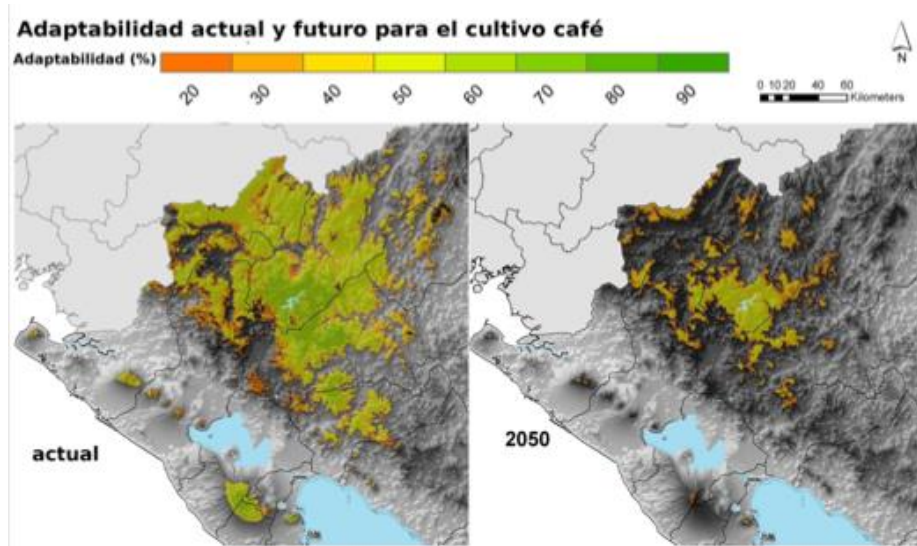 Adaptabilidad actual y futuro para el cultivo café
Adaptabilidad (%)
20 30 40 50 60 70 80 90
N
0 10 20 40 60
Kilometers
actual
2050